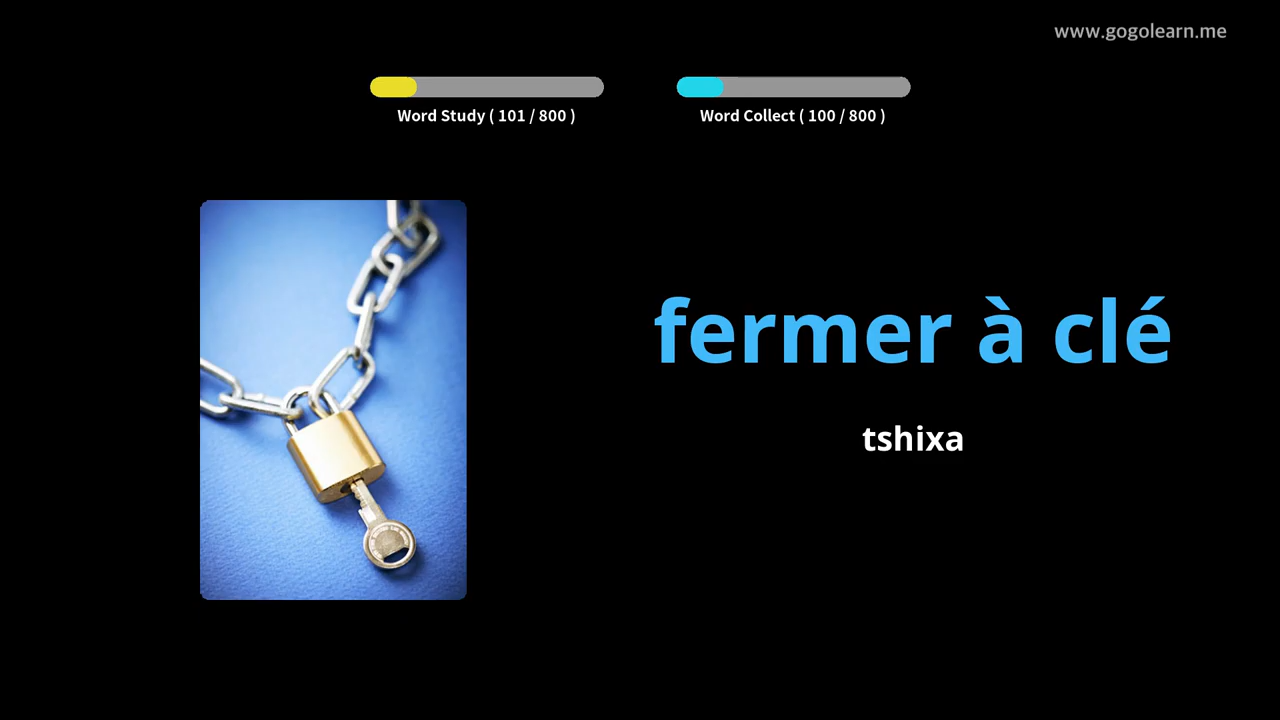 www.gogolearn.me
Word Study ( 101 / 800 )
Word Collect ( 100 / 800 )
fermer à clé
tshixa